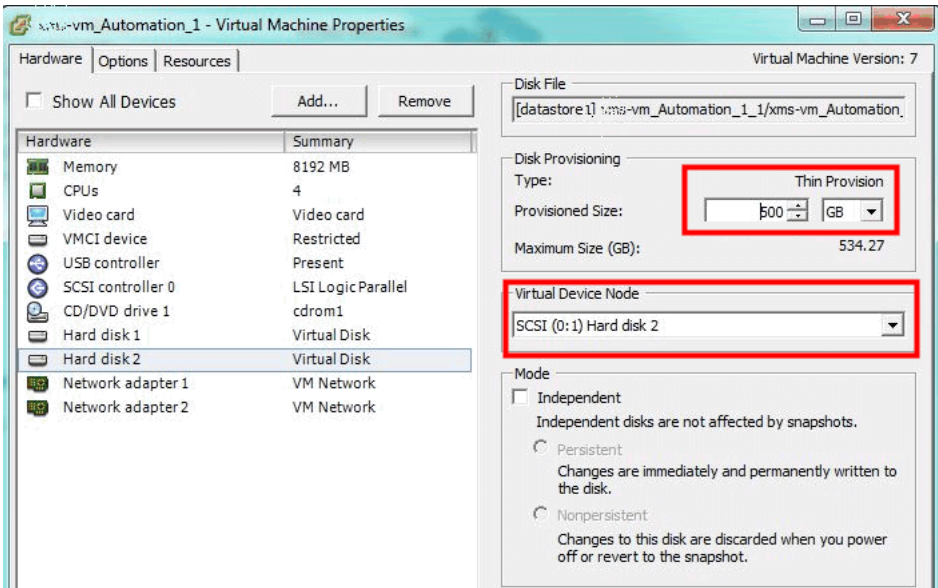 xms-vm_Automation_1 - Virtual Machine Properties
Hardware Options Resources
Virtual Machine Version: 7
Show All Devices
Add...
Remove
Hardware Summary
Memory 8192 MB
CPUs 4
Video card Video card
VMCI device Restricted
USB controller Present
SCSI controller 0 LSI Logic Parallel
CD/DVD drive 1 cdrom1
Hard disk 1 Virtual Disk
Hard disk 2 Virtual Disk
Network adapter 1 VM Network
Network adapter 2 VM Network
Disk File
[datastore1] xms-vm_Automation_1_1/xms-vm_Automation_
Disk Provisioning
Type: Thin Provision
Provisioned Size: 500 GB
Maximum Size (GB): 534.27
Virtual Device Node
SCSI (0:1) Hard disk 2
Mode
Independent
Independent disks are not affected by snapshots.
Persistent
Changes are immediately and permanently written to
the disk.
Nonpersistent
Changes to this disk are discarded when you power
off or revert to the snapshot.